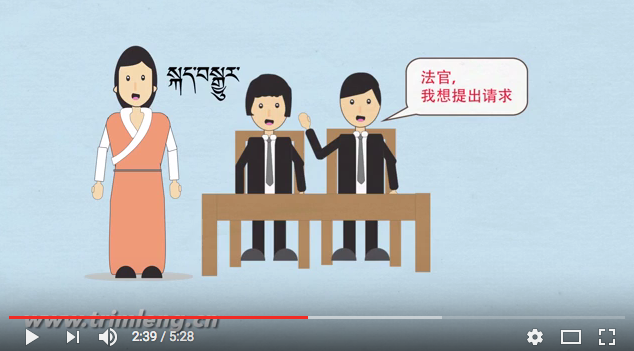 སྐད་བསྒྱུར་
法官,
我想提出请求
www.trimleng.cn
2:39 / 5:28